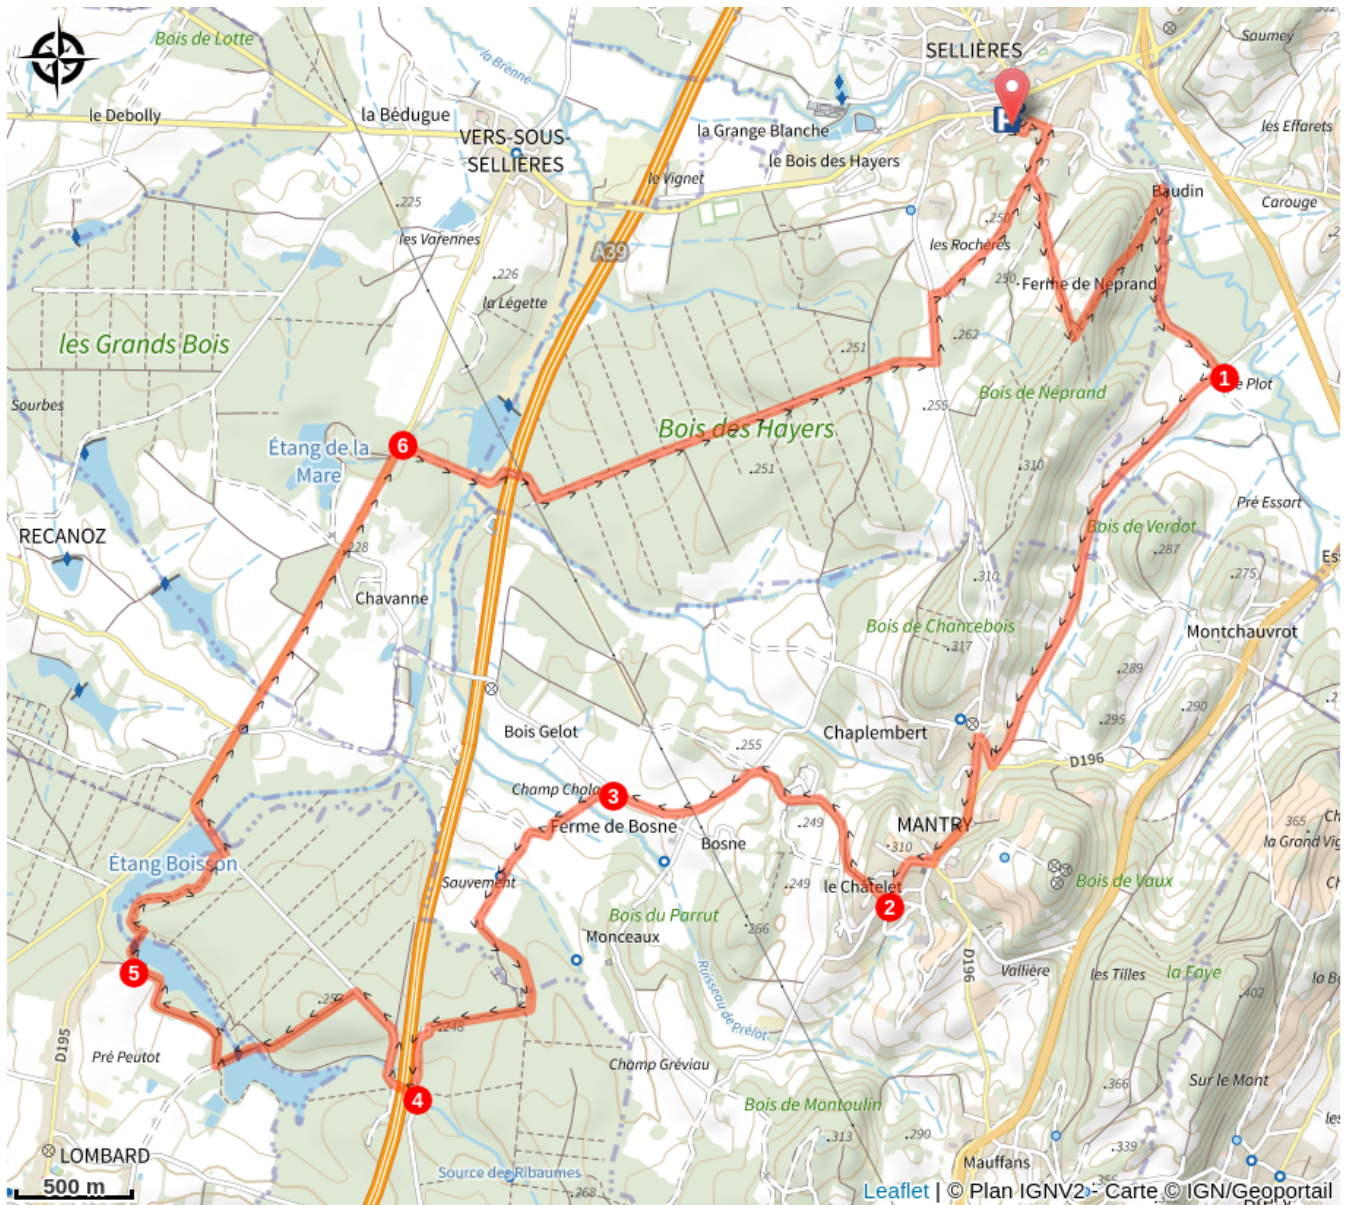 Bois de Lotte
la Brenne
SELLIÈRES
Saumey
le Debolly
la Bédugue
VERS-SOUS-
SELLIÈRES
la Grange Blanche
les Effarets
le Bois des Hayers
le Vignet
Baudin
H
.225
Carouge
les Varennes
.250
les Rochères
A39
.226
250
Ferme de Néprand
la Légette
les Grands Bois
.251
.262
1
le Plot
Sourbes
Bois de Néprand
.255
Bois des Hayers
6
Étang de la
Mare
.251
.310
Pré Essart
RECANOZ
Bois de Verdot
.228
.287
.275
.310
Chavanne
Bois de Chancebois
Montchauvrot
.317
.289
.290
.295
Bois Gelot
Chaplembert
.255
D196
Champ Chala
3
Ferme de Bosne
.249
MANTRY
365
Bosne
.310
la Grand Vig
Étang Boisson
Sauvement
.249
le Châtelet
2
Bois de Vaux
Bois du Parrut
.266
Monceaux
D196
5
Vallière
les Tilles
la Faye
Ruisseau de Prélot
.402
.257
.248
D195
Pré Peutot
Champ Gréviau
Sur le Mont
.366
4
Bois de Montoulin
.313
.290
.339
LOMBARD
Source des Ribaumes
Mauffans
.268
.356
500 m
Leaflet | © Plan IGNV2 - Carte © IGN/Geoportail